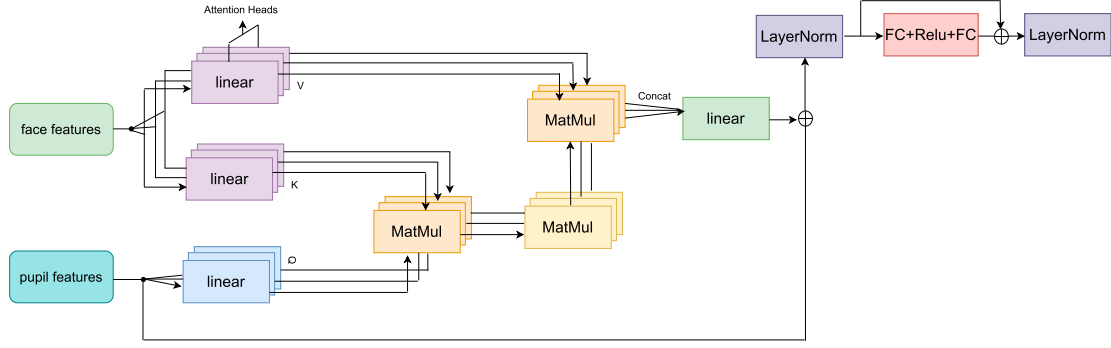 Attention Heads
LayerNorm
FC+Relu+FC
LayerNorm
linear
V
Concat
MatMul
linear
face features
linear
K
MatMul
MatMul
pupil features
linear
Q